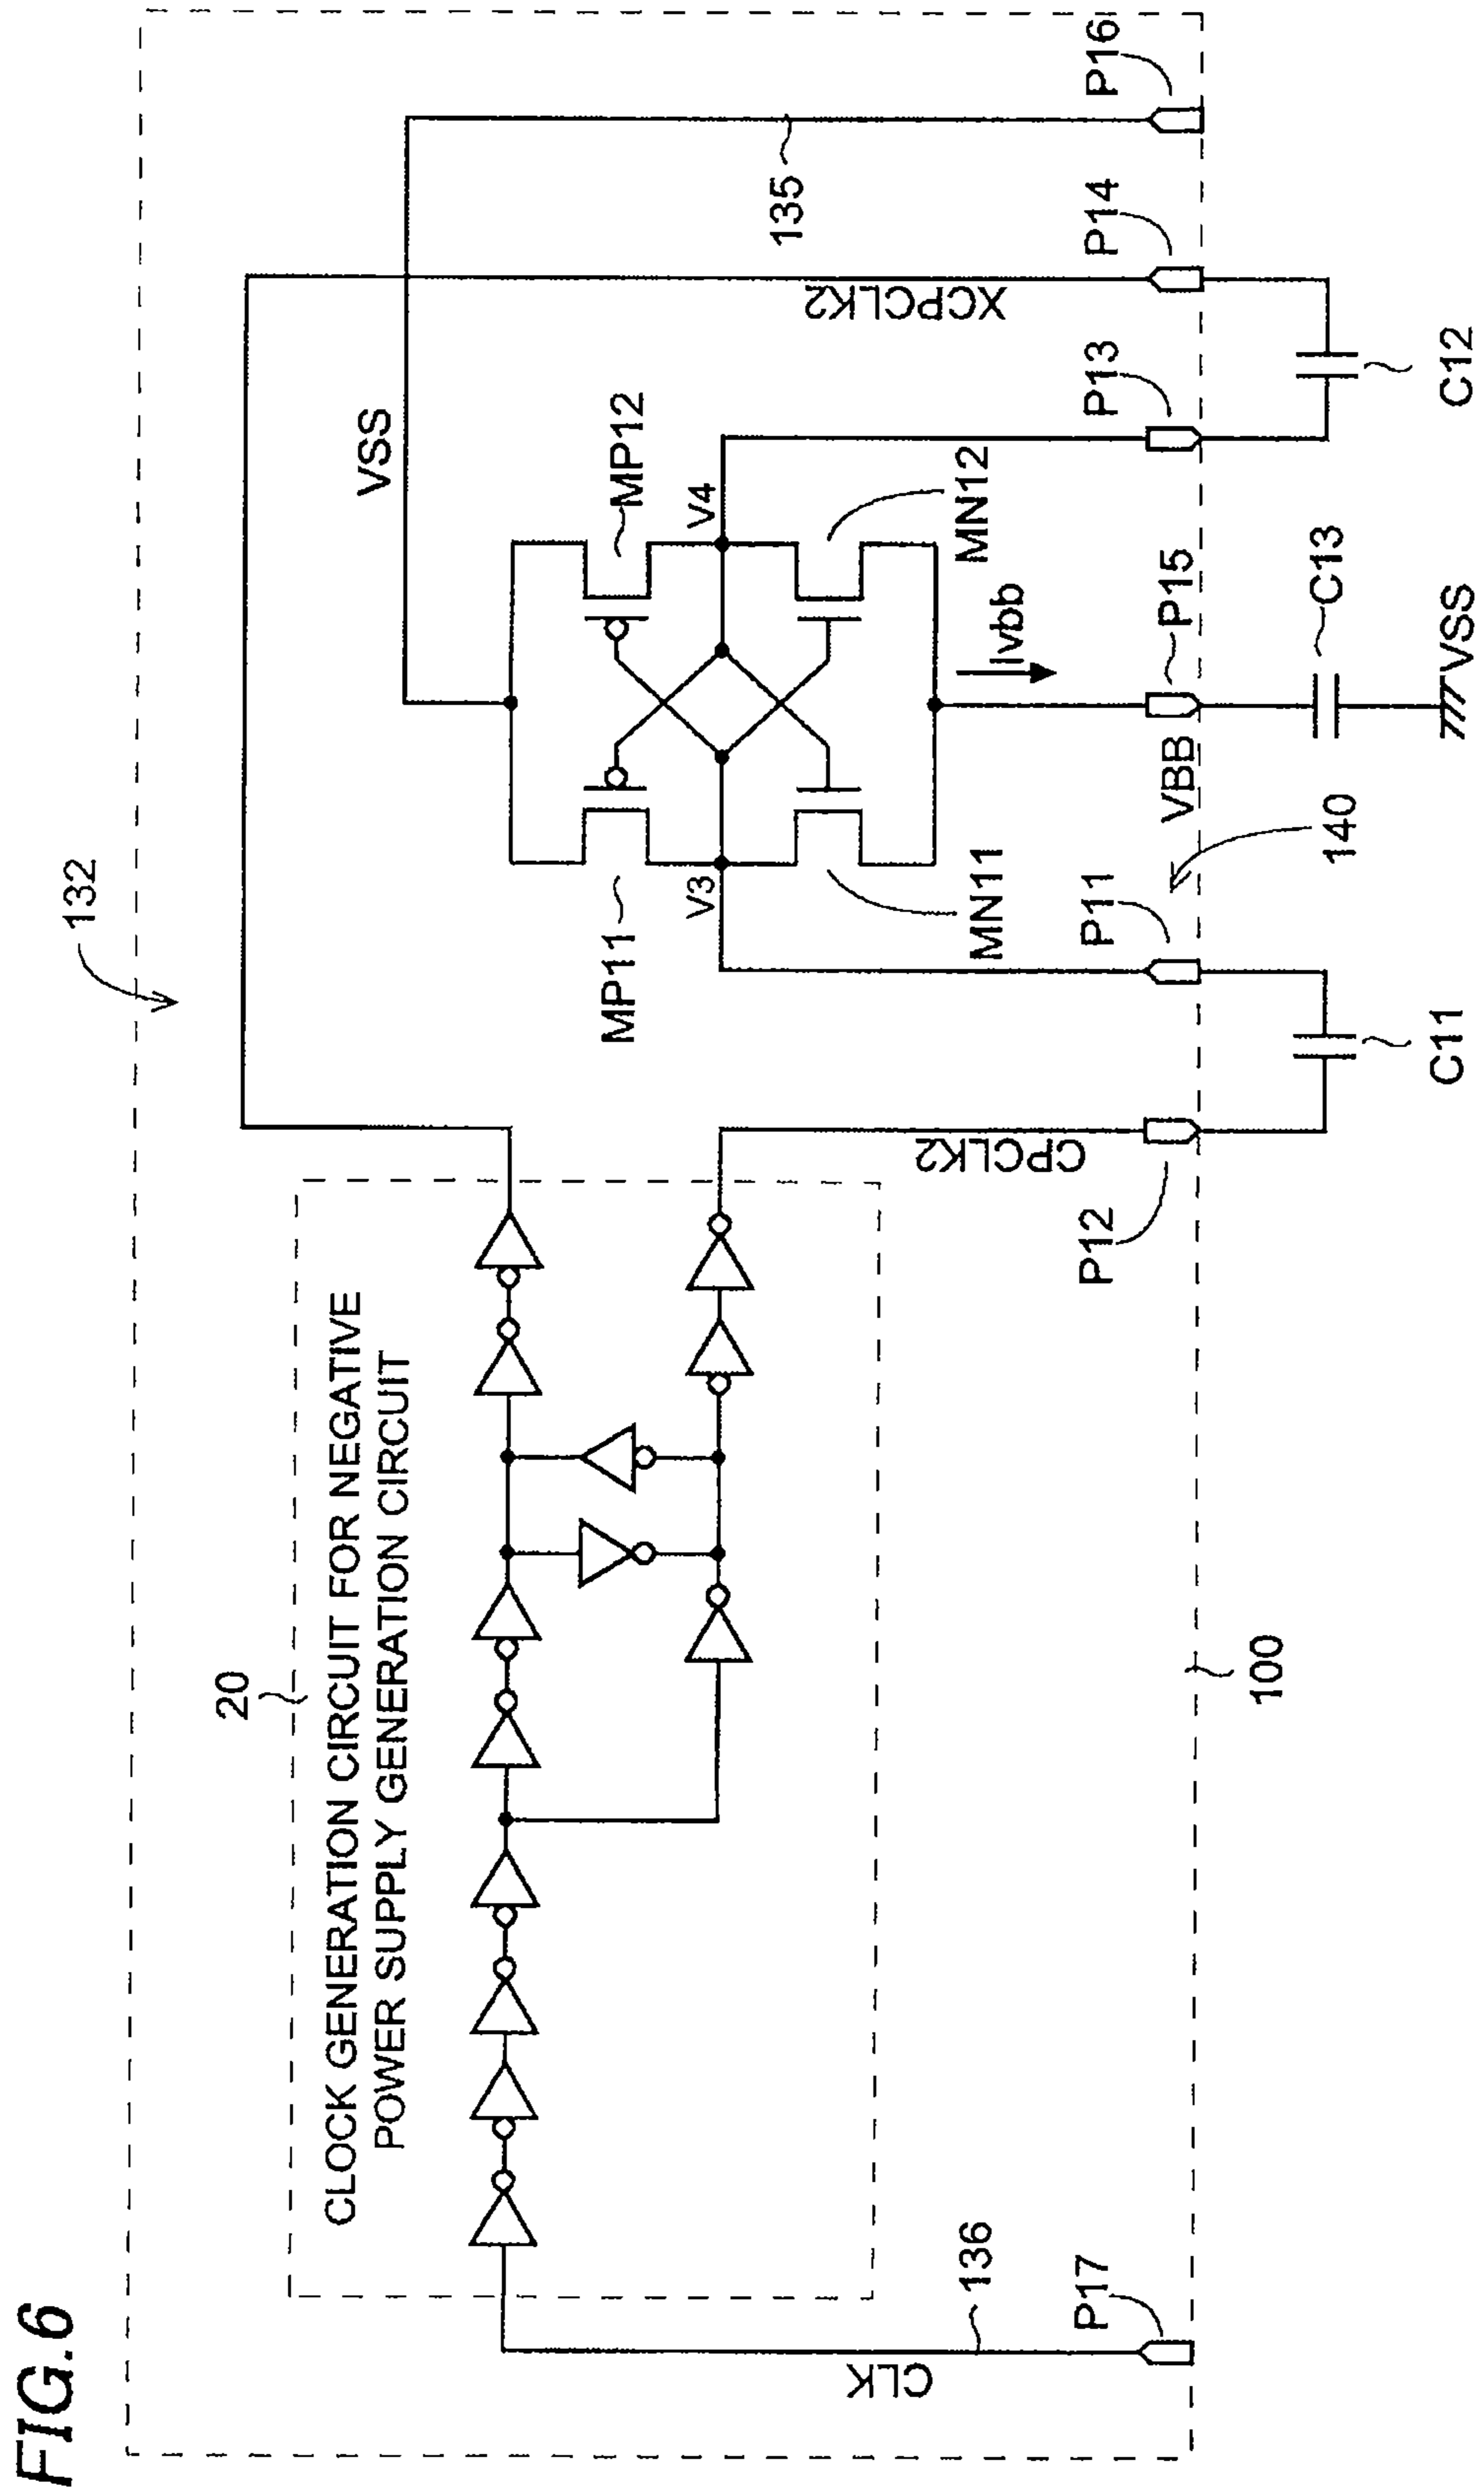 FIG.6
132
20
CLOCK GENERATION CIRCUIT FOR NEGATIVE
POWER SUPPLY GENERATION CIRCUIT
VSS
MP11
MP12
V3
V4
MN11
MN12
Ivbb
135
XCPCLK2
CPCLK2
CLK
136
P17
P12
P11
140
VBB
P15
P13
P14
P16
100
C11
C13
VSS
C12